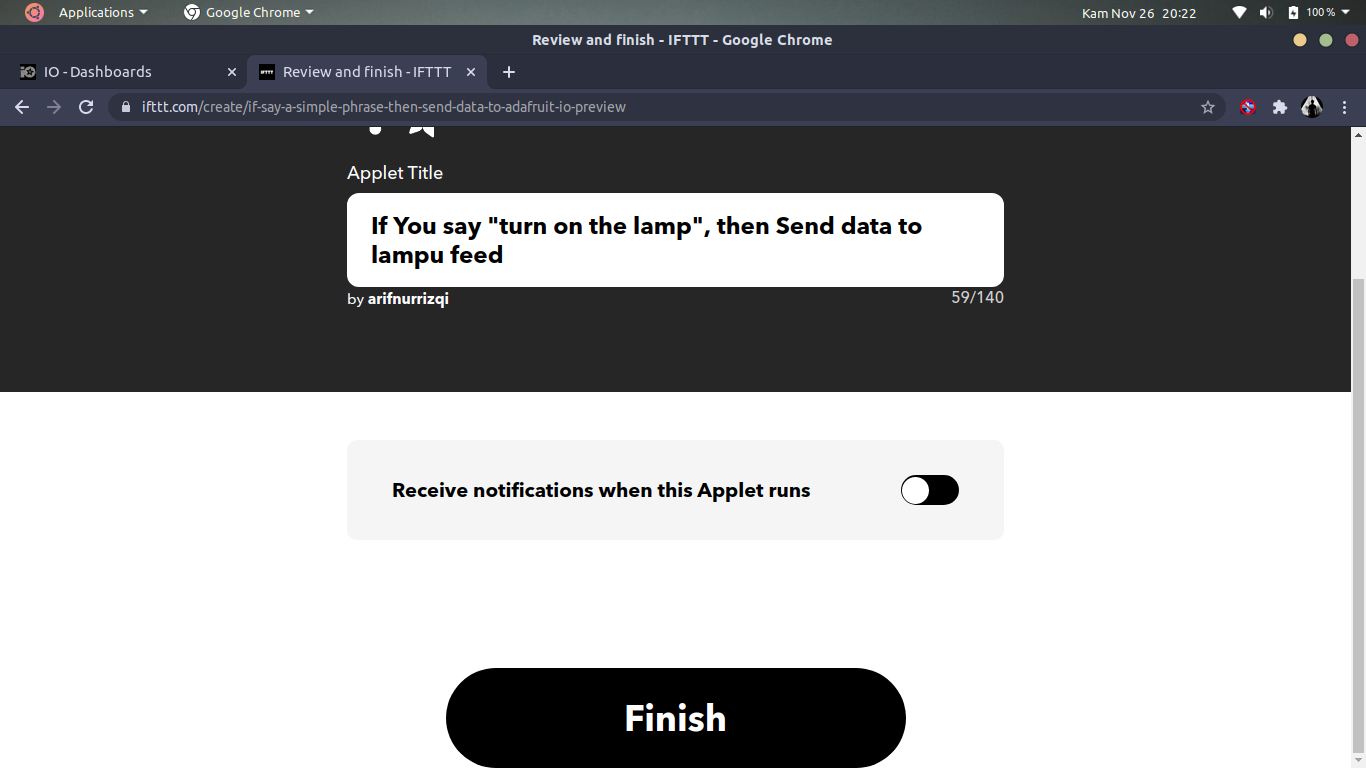 Applications
Google Chrome
Kam Nov 26 20:22
100 %
Review and finish - IFTTT - Google Chrome
IO - Dashboards
IFTTT
Review and finish - IFTTT
ifttt.com/create/if-say-a-simple-phrase-then-send-data-to-adafruit-io-preview
Applet Title
If You say "turn on the lamp", then Send data to
lampu feed
by arifnurrizqi
59/140
Receive notifications when this Applet runs
Finish